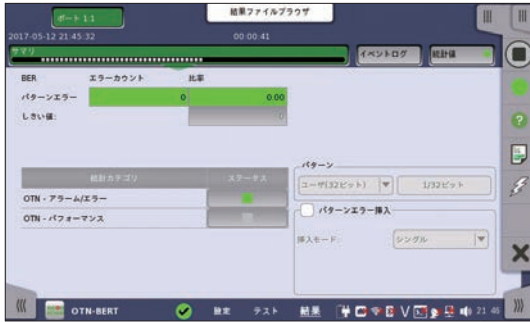 ポート 1:1
結果ファイルブラウザ
2017-05-12 21:45:32
00:00:41
サマリ
イベントログ
統計値
BER
エラーカウント
比率
パターンエラー
0
0.00
しきい値:
0
統計カテゴリ
ステータス
OTN - アラーム/エラー
OTN - パフォーマンス
パターン
ユーザ(32ビット)
1/32ビット
パターンエラー挿入
挿入モード:
シングル
OTN-BERT
設定
テスト
結果
21 46